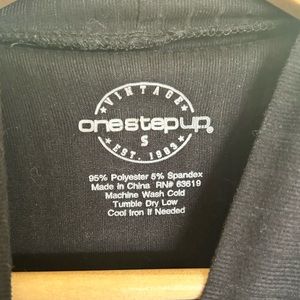 VINTAGE
onestepup®
S
EST. 1963
95% Polyester 5% Spandex
Made in China RN# 63619
Machine Wash Cold
Tumble Dry Low
Cool Iron If Needed